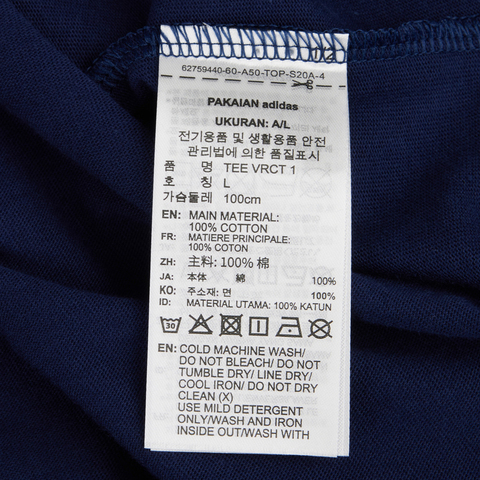 62759440-60-A50-TOP-S20A-4
PAKAIAN adidas
UKURAN: A/L
전기용품 및 생활용품 안전
관리법에 의한 품질표시
품 명 TEE VRCT 1
호 칭 L
가슴둘레 100cm
EN: MAIN MATERIAL:
100% COTTON
FR: MATIERE PRINCIPALE:
100% COTON
ZH: 主料: 100% 棉
JA: 本体 綿 100%
KO: 주소재: 면 100%
ID: MATERIAL UTAMA: 100% KATUN
30
EN: COLD MACHINE WASH/
DO NOT BLEACH/ DO NOT
TUMBLE DRY/ LINE DRY/
COOL IRON/ DO NOT DRY
CLEAN (X)
USE MILD DETERGENT
ONLY/WASH AND IRON
INSIDE OUT/WASH WITH